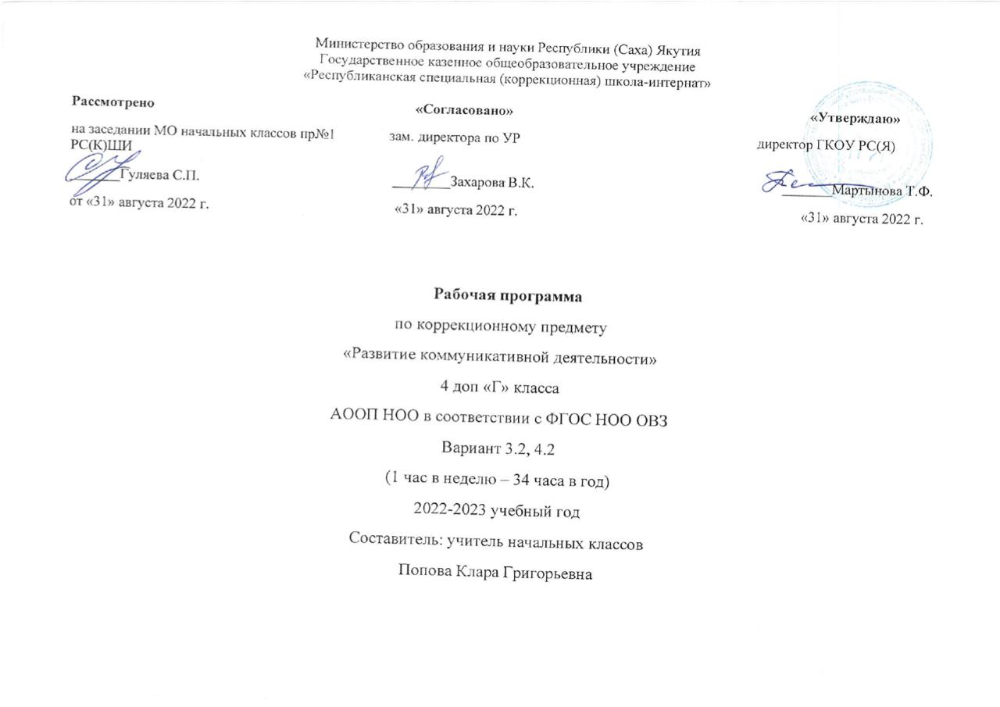 Министерство образования и науки Республики (Саха) Якутия
Государственное казенное общеобразовательное учреждение
«Республиканская специальная (коррекционная) школа-интернат»
Рассмотрено
на заседании МО начальных классов пр№1
РС(К)ШИ
Гуляева С.П.
от «31» августа 2022 г.
«Согласовано»
зам. директора по УР
Захарова В.К.
«31» августа 2022 г.
«Утверждаю»
директор ГКОУ РС(Я)
Мартынова Т.Ф.
«31» августа 2022 г.
Рабочая программа
по коррекционному предмету
«Развитие коммуникативной деятельности»
4 доп «Г» класса
АООП НОО в соответствии с ФГОС НОО ОВЗ
Вариант 3.2, 4.2
(1 час в неделю – 34 часа в год)
2022-2023 учебный год
Составитель: учитель начальных классов
Попова Клара Григорьевна